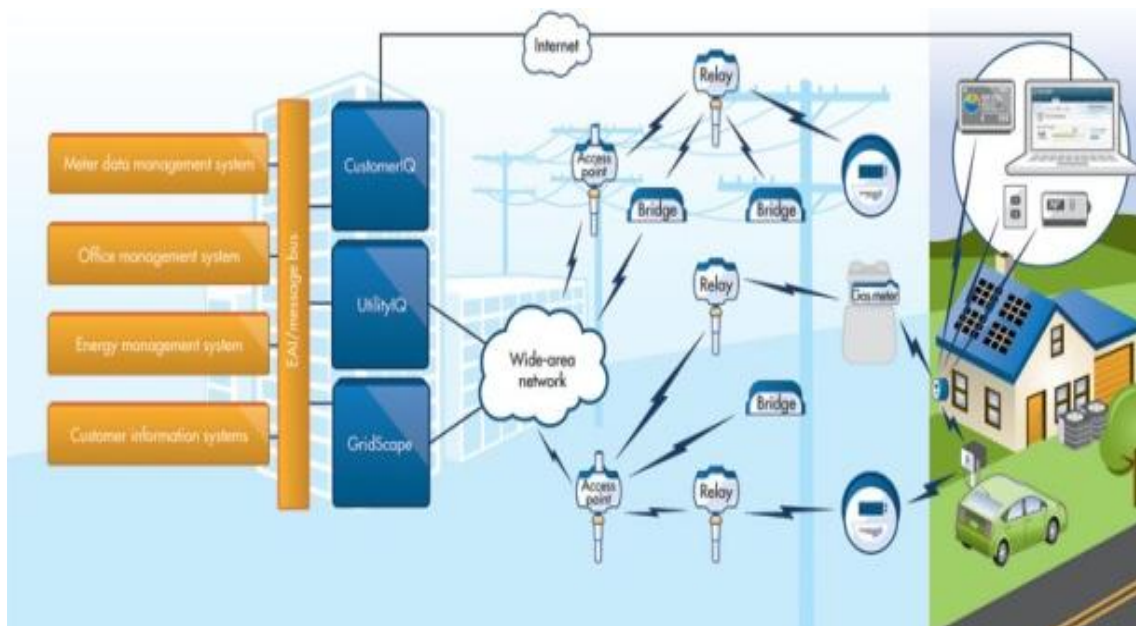 Internet
Relay
Meter data management system
CustomerIQ
Access
point
Bridge
Bridge
Office management system
EAI/message bus
UtilityIQ
Relay
Gas meter
Energy management system
Wide-area
network
Bridge
Customer information systems
GridScape
Access
point
Relay